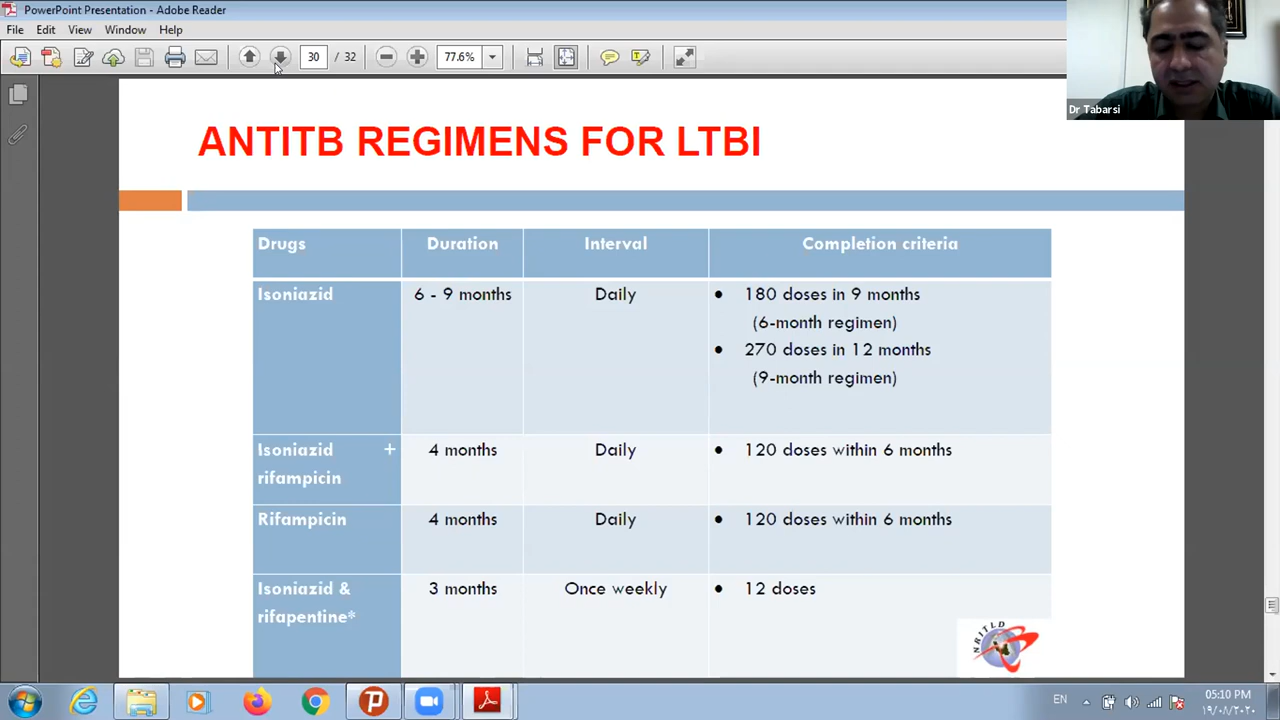 PowerPoint Presentation - Adobe Reader
File Edit View Window Help
30 / 32 77.6%
Dr Tabarsi
ANTITB REGIMENS FOR LTBI
Drugs Duration Interval Completion criteria
Isoniazid 6 - 9 months Daily • 180 doses in 9 months
(6-month regimen)
• 270 doses in 12 months
(9-month regimen)
Isoniazid + 4 months Daily • 120 doses within 6 months
rifampicin
Rifampicin 4 months Daily • 120 doses within 6 months
Isoniazid & 3 months Once weekly • 12 doses
rifapentine*
NRITLD
EN 05:10 PM
١٩/٠٨/٢٠٢٠